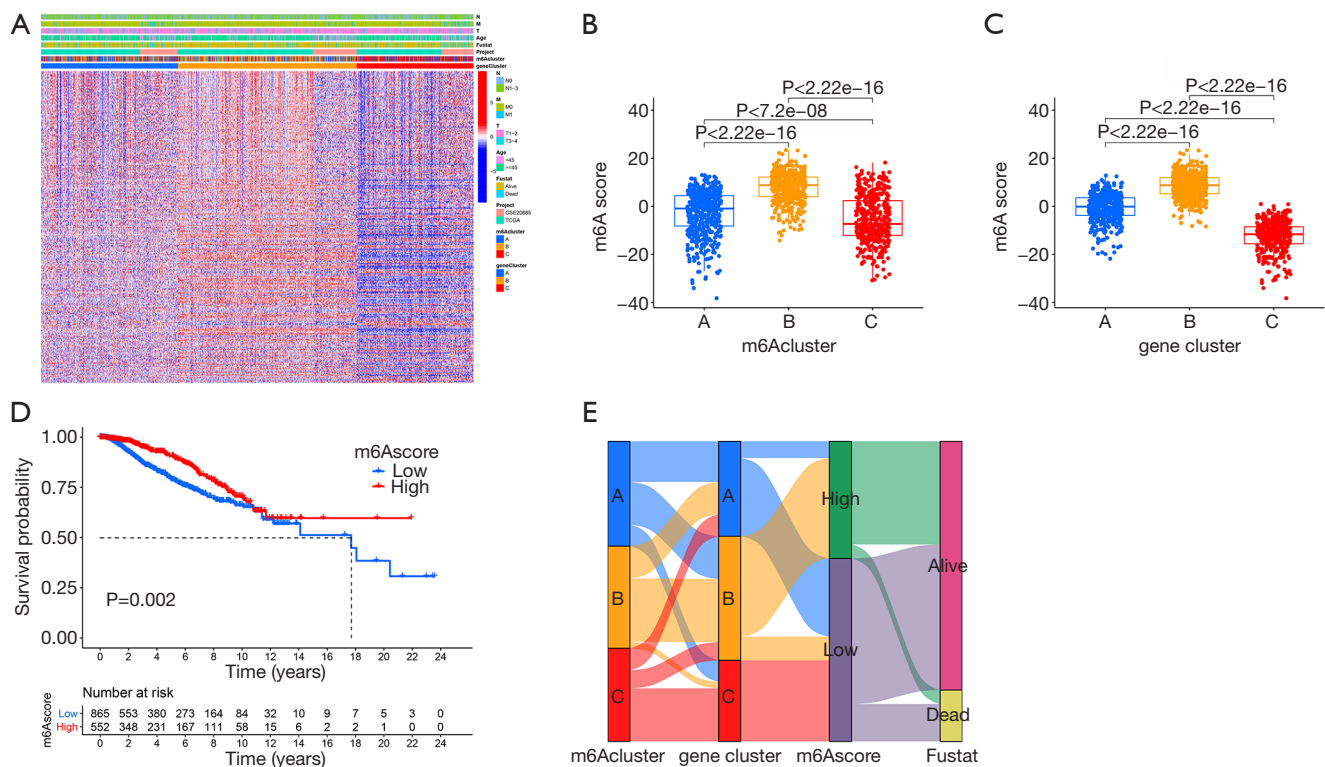 A
N
M
T
Age
Fustat
Project
m6Acluster
geneCluster
5
0
−5
N
N0
N1−3
M
M0
M1
T
T1−2
T3−4
Age
>=45
Fustat
Alive
Dead
Project
GSE20685
TCGA
m6Acluster
A
B
C
geneCluster
A
B
C
B
P<2.22e−16
P<7.2e−08
P<2.22e−16
m6A score
20
0
−20
−40
A B C
m6Acluster
C
P<2.22e−16
P<2.22e−16
P<2.22e−16
m6A score
20
0
−20
−40
A B C
gene cluster
D
Survival probability
1.00
0.75
0.50
0.25
0.00
m6Ascore
Low
High
P=0.002
0 2 4 6 8 10 12 14 16 18 20 22 24
Time (years)
Number at risk
m6Ascore
Low 865 553 380 273 164 84 32 10 9 7 5 3 0
High 552 348 231 167 111 58 15 6 2 2 1 0 0
0 2 4 6 8 10 12 14 16 18 20 22 24
Time (years)
E
A
B
C
A
B
C
High
Low
Alive
Dead
m6Acluster gene cluster m6Ascore Fustat